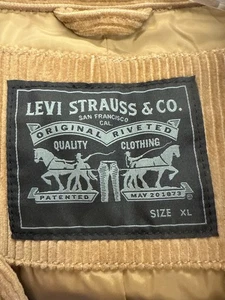 LEVI STRAUSS & CO.
SAN FRANCISCO
CAL.
ORIGINAL RIVETED
QUALITY CLOTHING
PATENTED MAY 20 1873
SIZE XL